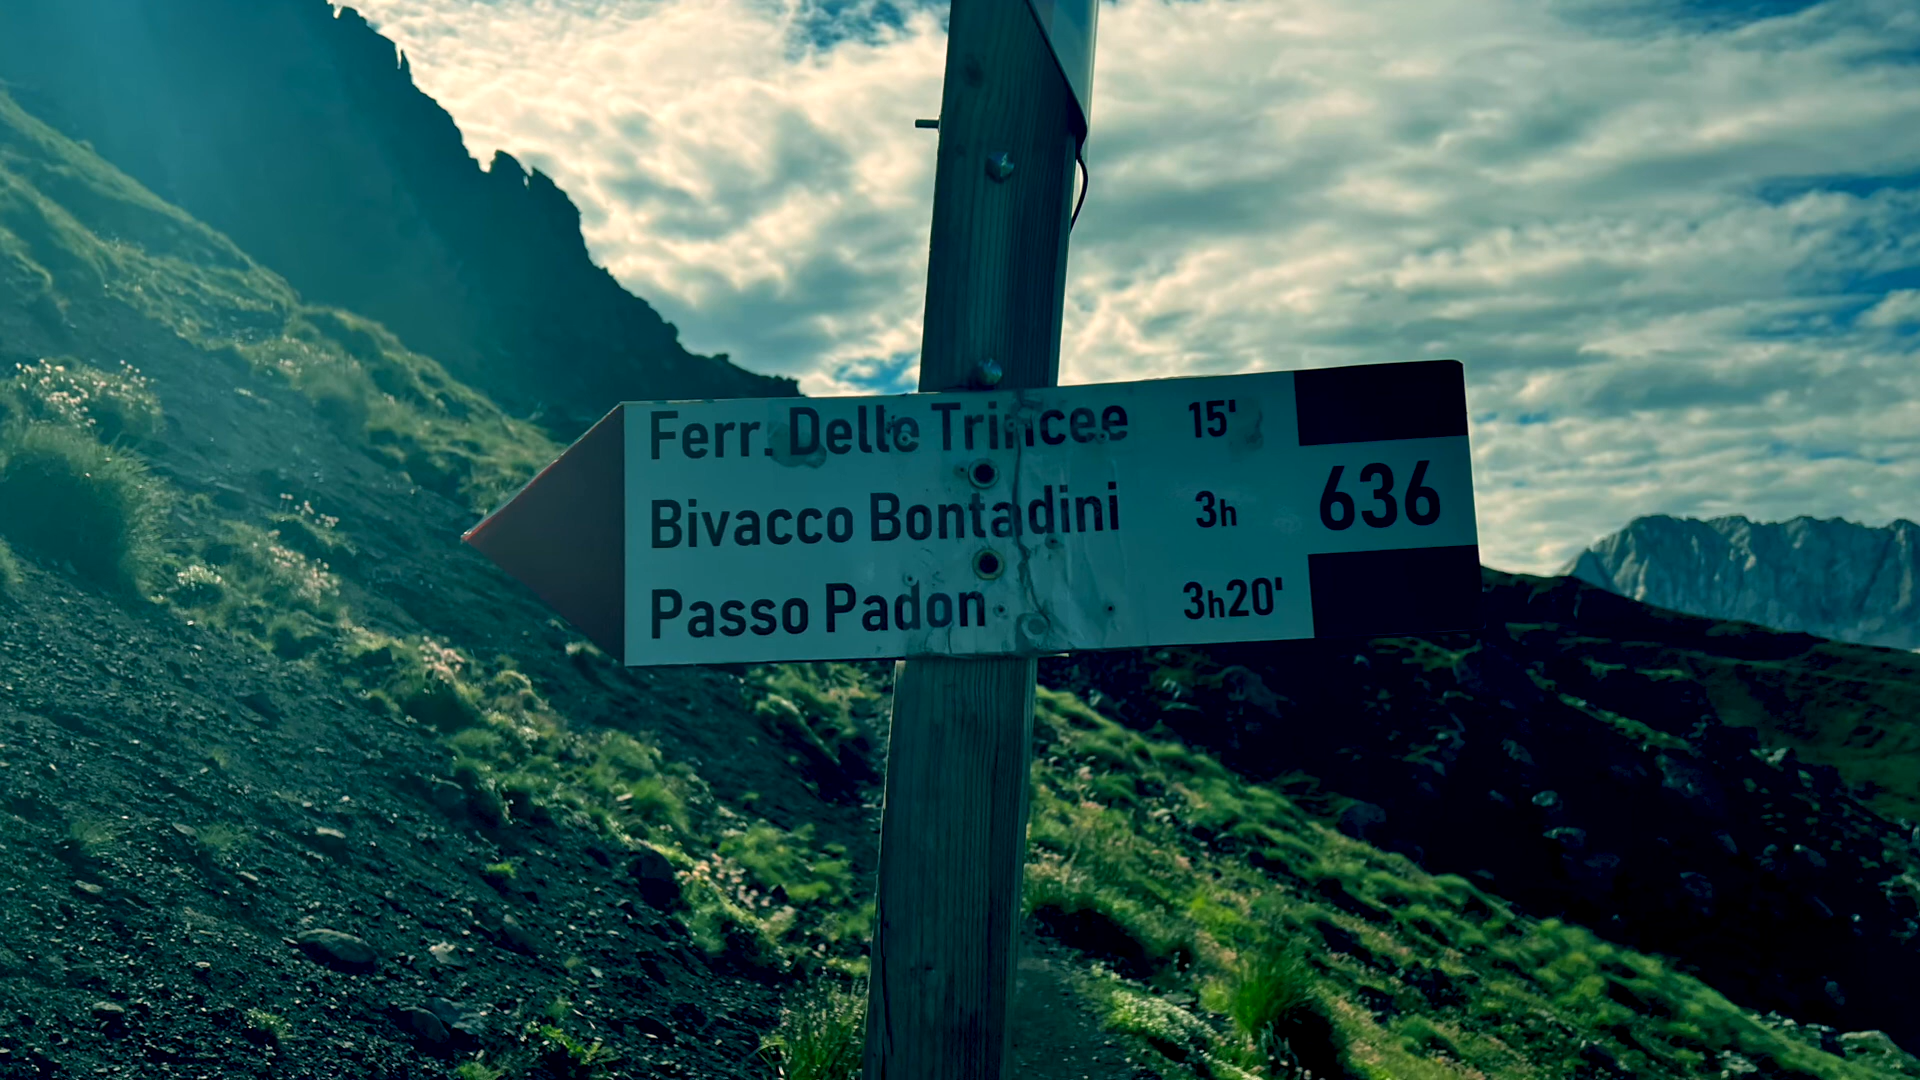 Ferr. Delle Trincee 15'
Bivacco Bontadini 3h
636
Passo Padon 3h20'